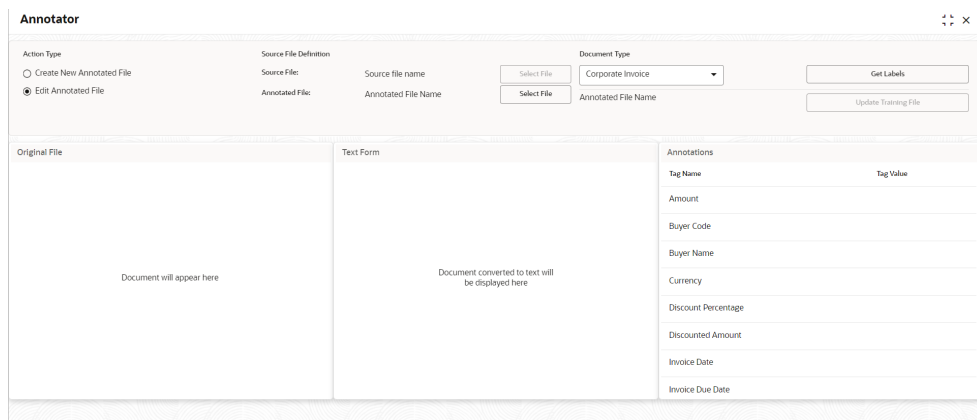 Annotator
Action Type
Create New Annotated File
Edit Annotated File
Source File Definition
Source File: Source file name Select File
Annotated File: Annotated File Name Select File
Document Type
Corporate Invoice
Annotated File Name
Get Labels
Update Training File
Original File
Document will appear here
Text Form
Document converted to text will
be displayed here
Annotations
Tag Name Tag Value
Amount
Buyer Code
Buyer Name
Currency
Discount Percentage
Discounted Amount
Invoice Date
Invoice Due Date